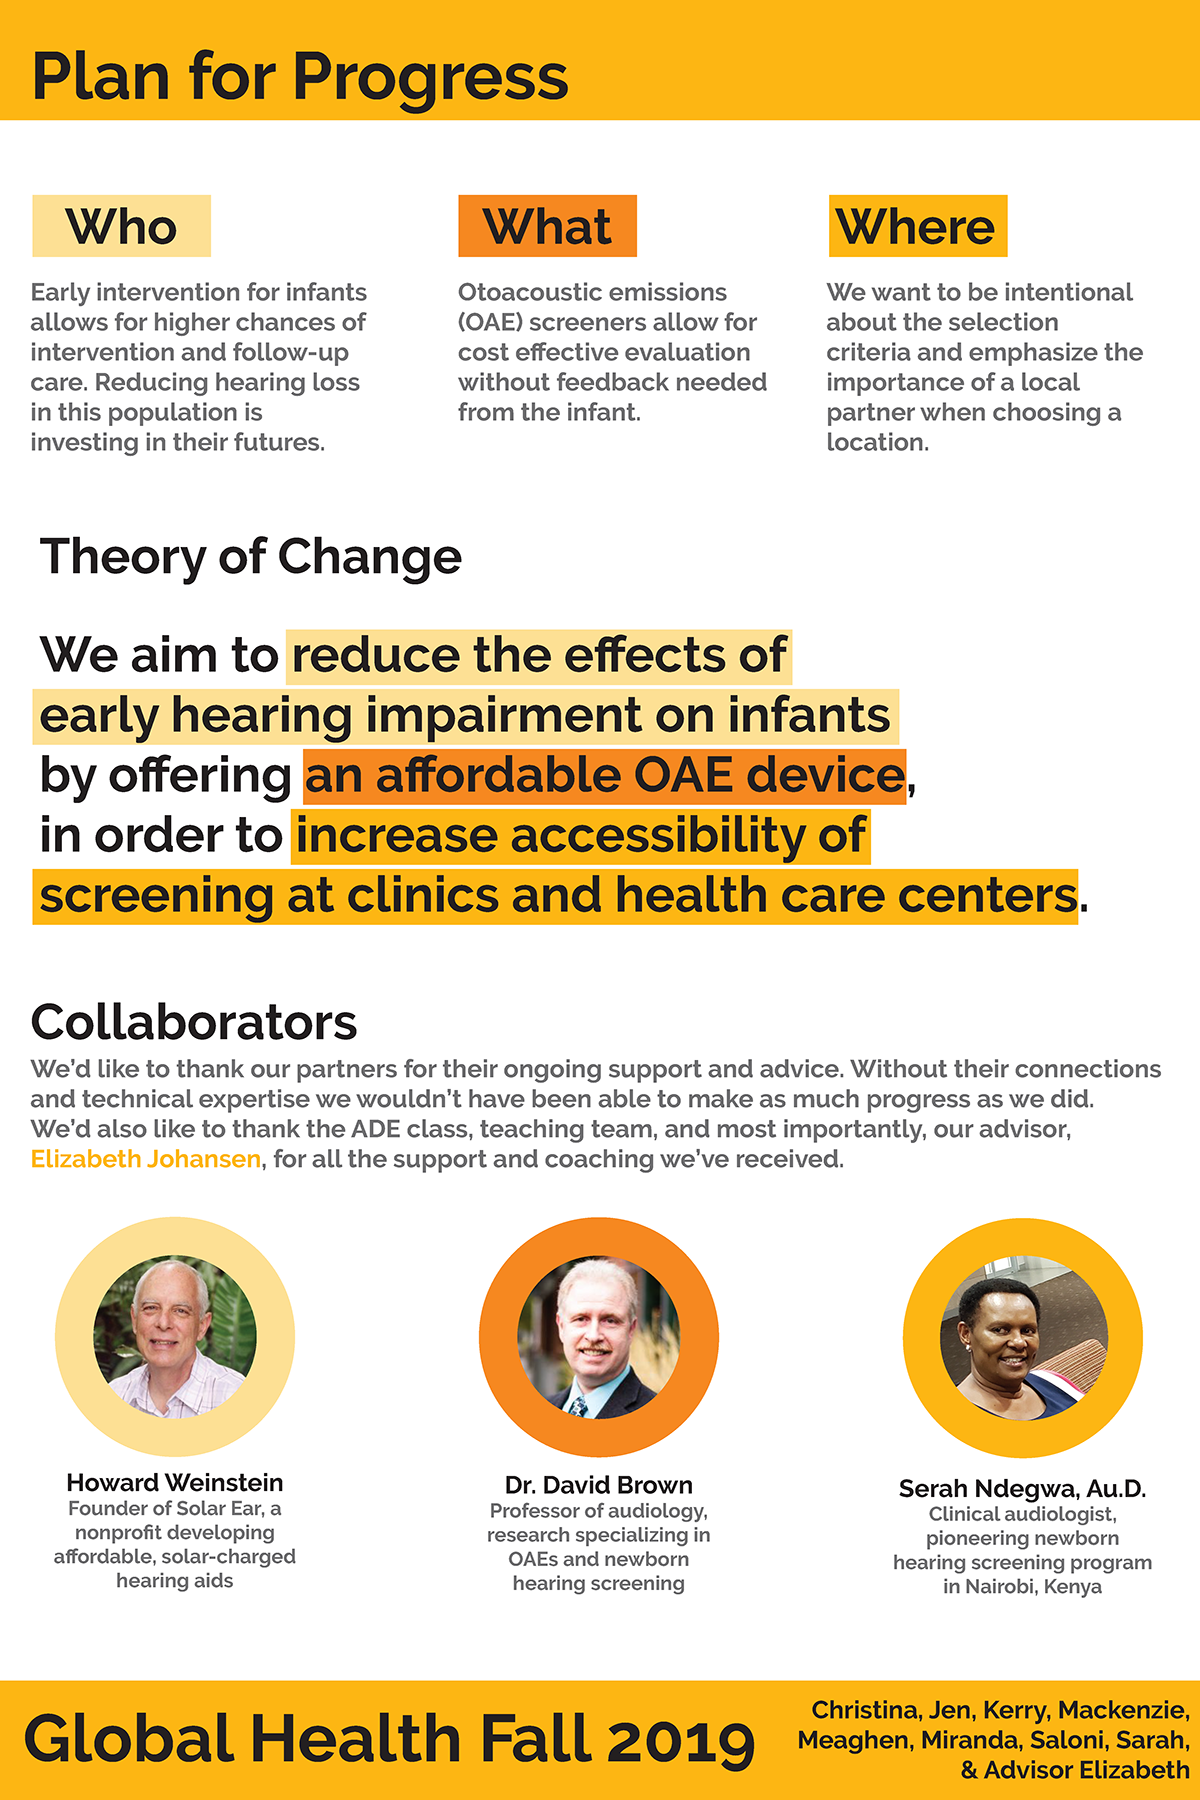 Plan for Progress
Who
Early intervention for infants
allows for higher chances of
intervention and follow-up
care. Reducing hearing loss
in this population is
investing in their futures.
What
Otoacoustic emissions
(OAE) screeners allow for
cost effective evaluation
without feedback needed
from the infant.
Where
We want to be intentional
about the selection
criteria and emphasize the
importance of a local
partner when choosing a
location.
Theory of Change
We aim to reduce the effects of
early hearing impairment on infants
by offering an affordable OAE device,
in order to increase accessibility of
screening at clinics and health care centers.
Collaborators
We’d like to thank our partners for their ongoing support and advice. Without their connections
and technical expertise we wouldn’t have been able to make as much progress as we did.
We’d also like to thank the ADE class, teaching team, and most importantly, our advisor,
Elizabeth Johansen, for all the support and coaching we’ve received.
Howard Weinstein
Founder of Solar Ear, a
nonprofit developing
affordable, solar-charged
hearing aids
Dr. David Brown
Professor of audiology,
research specializing in
OAEs and newborn
hearing screening
Serah Ndegwa, Au.D.
Clinical audiologist,
pioneering newborn
hearing screening program
in Nairobi, Kenya
Global Health Fall 2019
Christina, Jen, Kerry, Mackenzie,
Meaghen, Miranda, Saloni, Sarah,
& Advisor Elizabeth